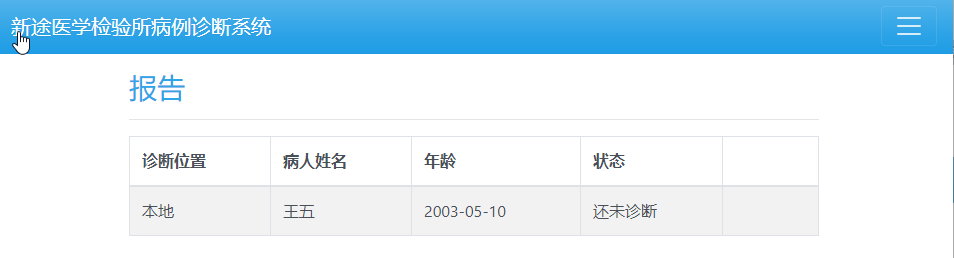 新途医学检验所病例诊断系统
报告
诊断位置 病人姓名 年龄 状态
本地 王五 2003-05-10 还未诊断